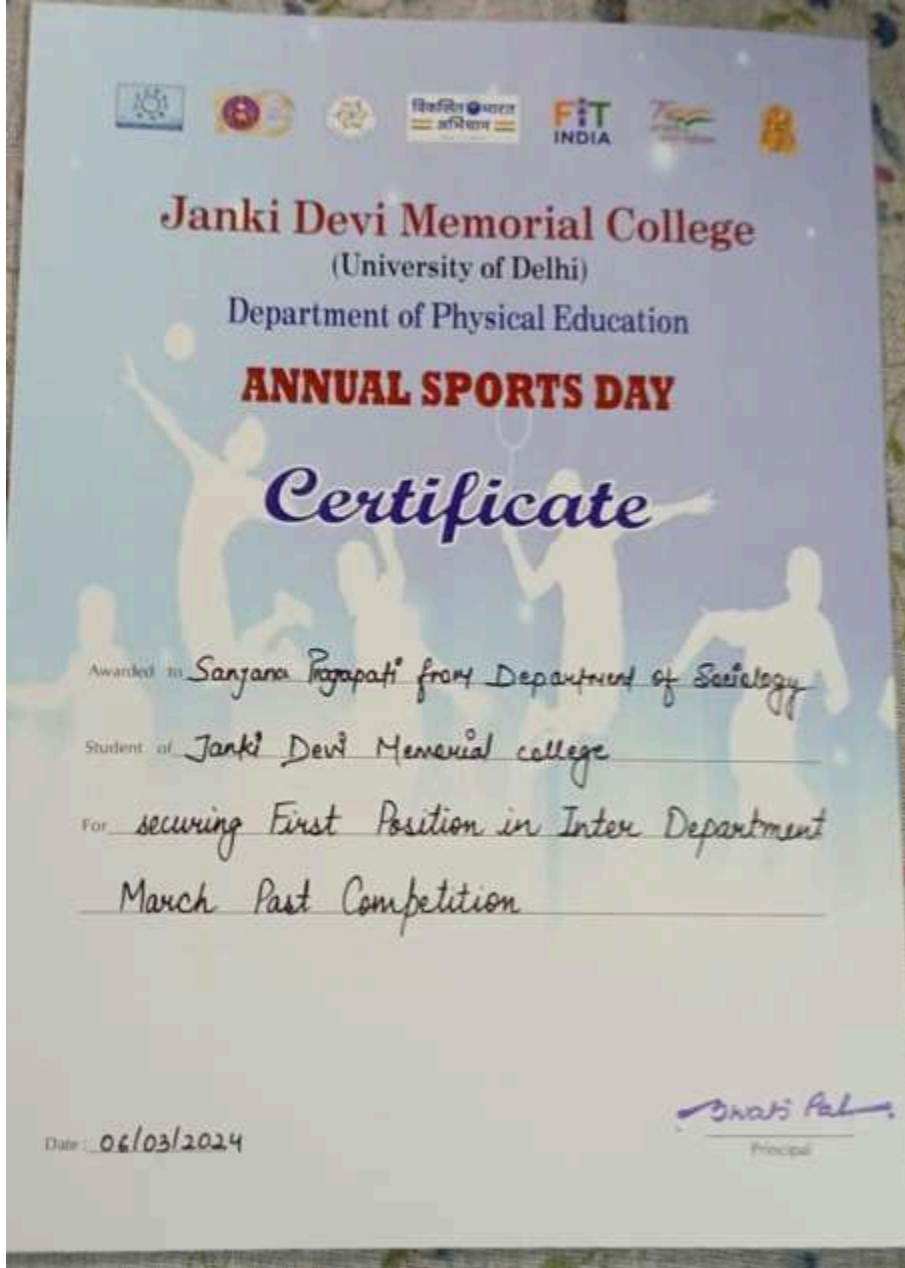 विकसित भारत
अभियान
FIT
INDIA
Janki Devi Memorial College
(University of Delhi)
Department of Physical Education
ANNUAL SPORTS DAY
Certificate
Awarded to Sanjana Prajapati from Department of Sociology
Student of Janki Devi Memorial college
For securing First Position in Inter Department
March Past Competition
Swati Pal
Date: 06/03/2024
Principal